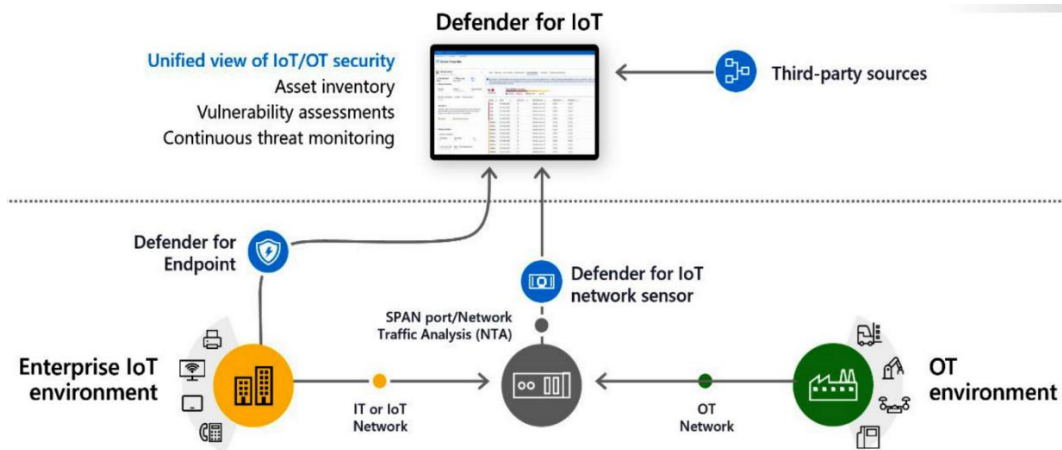 Defender for IoT
Unified view of IoT/OT security
Asset inventory
Vulnerability assessments
Continuous threat monitoring
Third-party sources
Defender for
Endpoint
Defender for IoT
network sensor
SPAN port/Network
Traffic Analysis (NTA)
Enterprise IoT
environment
IT or IoT
Network
OT
Network
OT
environment